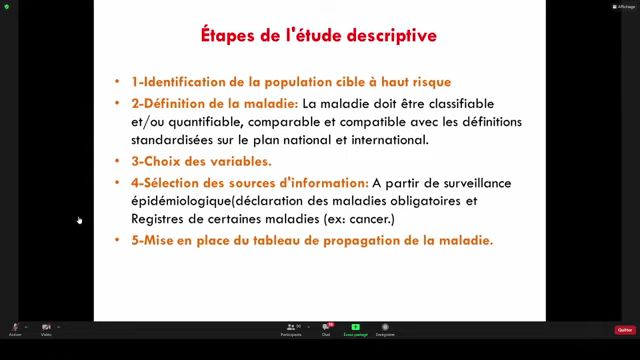 Affichage
Étapes de l'étude descriptive
• 1-Identification de la population cible à haut risque
• 2-Définition de la maladie: La maladie doit être classifiable
et/ou quantifiable, comparable et compatible avec les définitions
standardisées sur le plan national et international.
• 3-Choix des variables.
• 4-Sélection des sources d'information: A partir de surveillance
épidémiologique(déclaration des maladies obligatoires et
Registres de certaines maladies (ex: cancer.)
• 5-Mise en place du tableau de propagation de la maladie.
Activer Vidéo Participants Chat Écran partagé Enregistrer Quitter